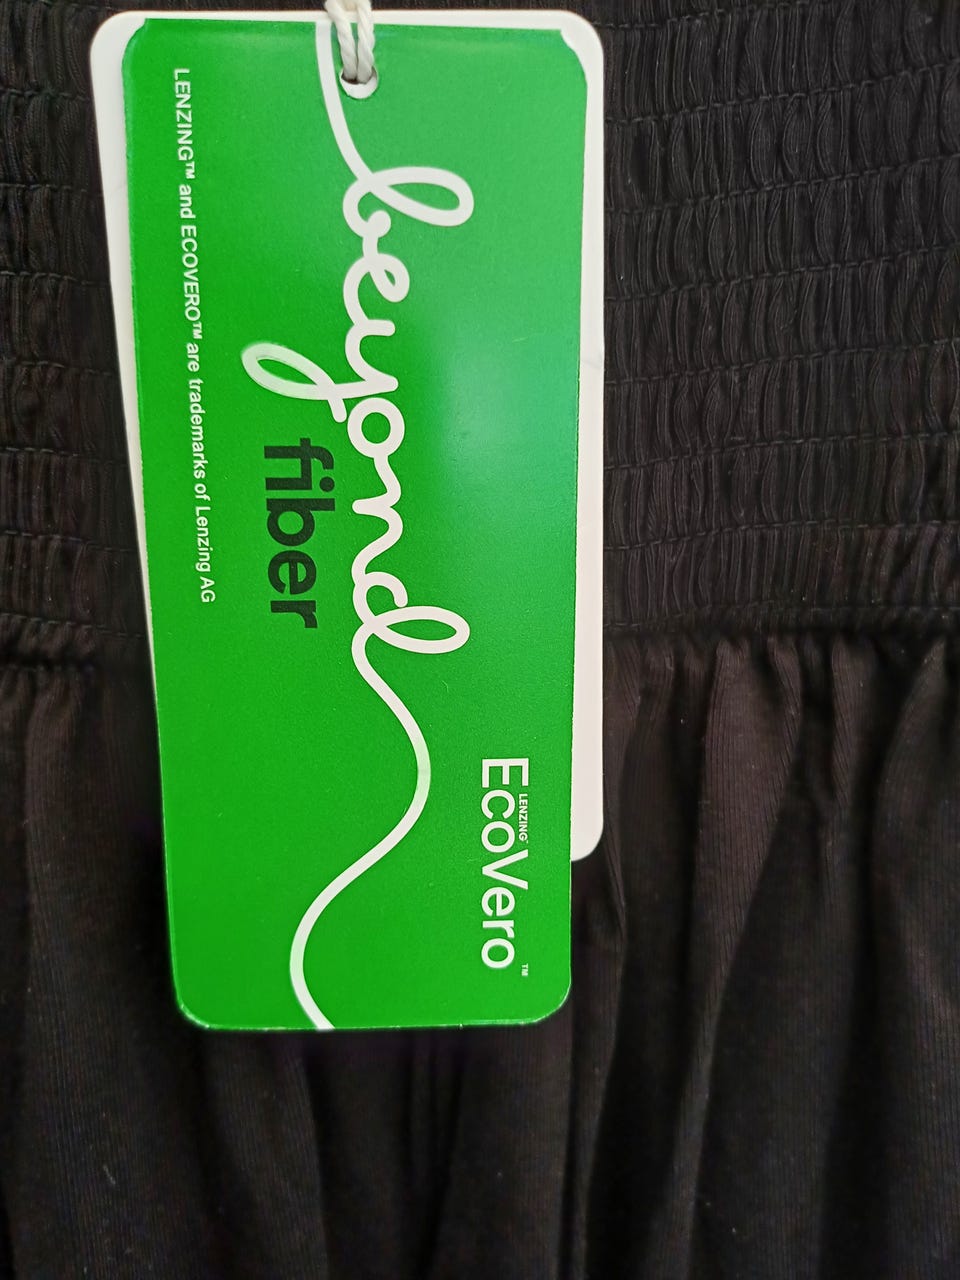 LENZING™
EcoVero™
beyond
fiber
LENZING™ and ECOVERO™ are trademarks of Lenzing AG